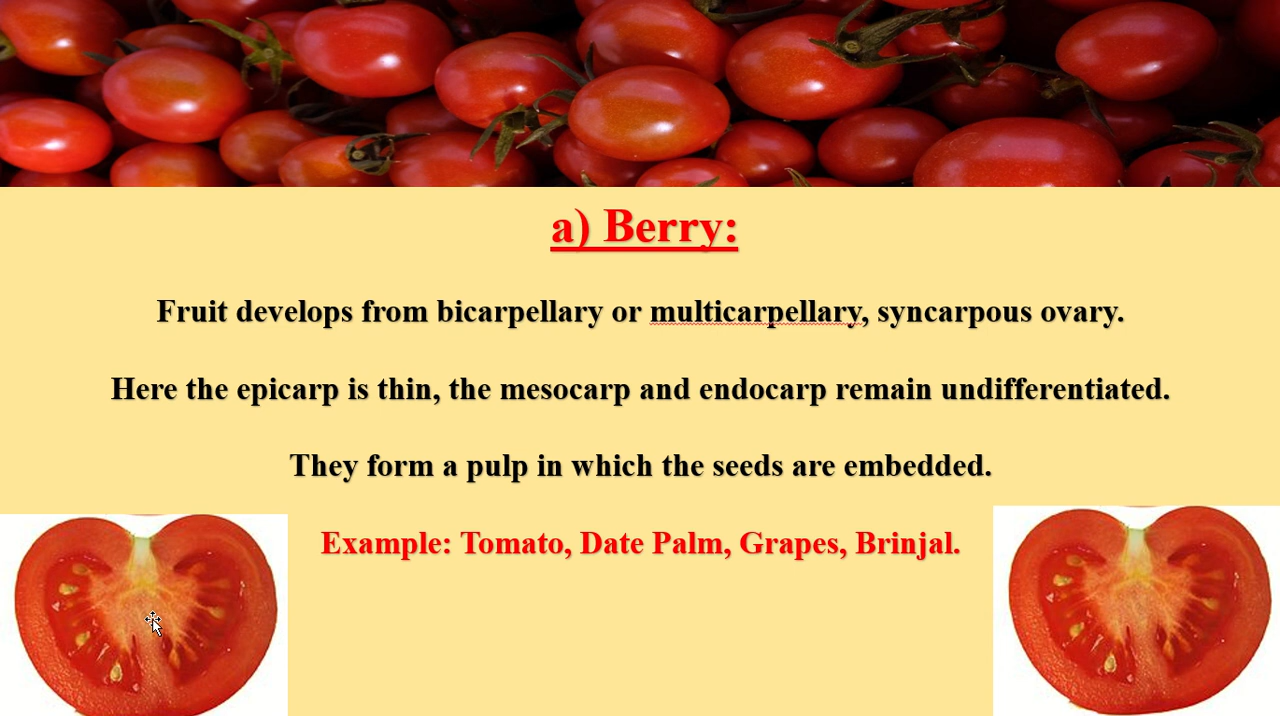 a) Berry:
Fruit develops from bicarpellary or multicarpellary, syncarpous ovary.
Here the epicarp is thin, the mesocarp and endocarp remain undifferentiated.
They form a pulp in which the seeds are embedded.
Example: Tomato, Date Palm, Grapes, Brinjal.